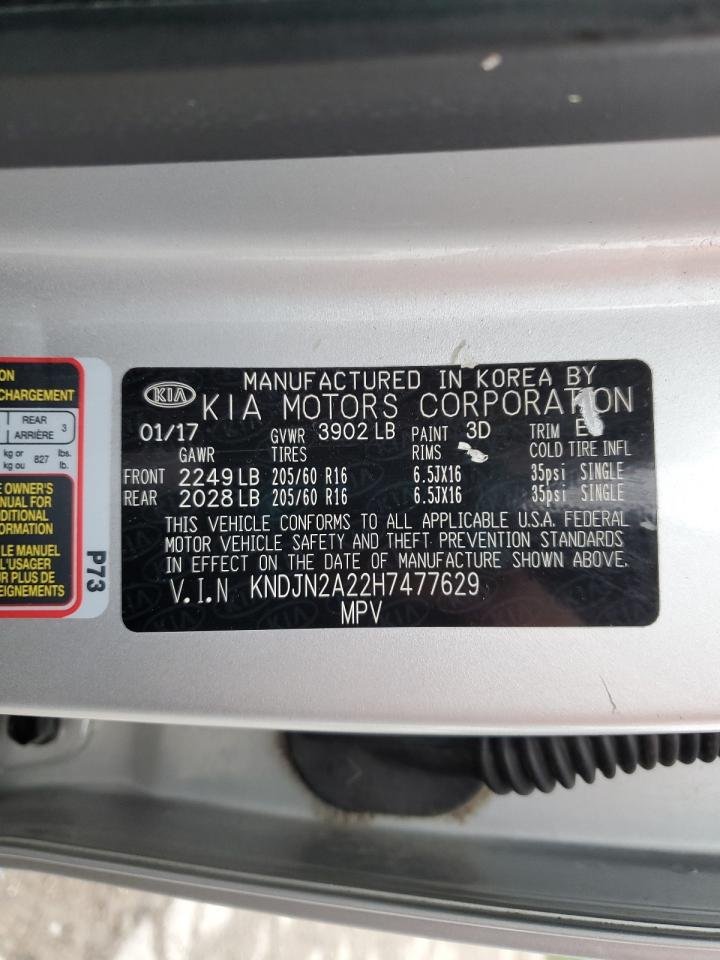 ON
CHARGEMENT
REAR 3
ARRIÈRE
kg ou lbs.
kg or 827 lb.
E OWNER'S
ANUAL FOR
DDITIONAL
ORMATION
LE MANUEL
L'USAGER
UR PLUS DE
EIGNEMENTS
P73
KIA
MANUFACTURED IN KOREA BY
KIA MOTORS CORPORATION
01/17 GVWR 3902 LB PAINT 3D TRIM E
GAWR TIRES RIMS COLD TIRE INFL
FRONT 2249 LB 205/60 R16 6.5JX16 35psi SINGLE
REAR 2028 LB 205/60 R16 6.5JX16 35psi SINGLE
THIS VEHICLE CONFORMS TO ALL APPLICABLE U.S.A. FEDERAL
MOTOR VEHICLE SAFETY AND THEFT PREVENTION STANDARDS
IN EFFECT ON THE DATE OF MANUFACTURE SHOWN ABOVE.
V.I.N KNDJN2A22H7477629
MPV